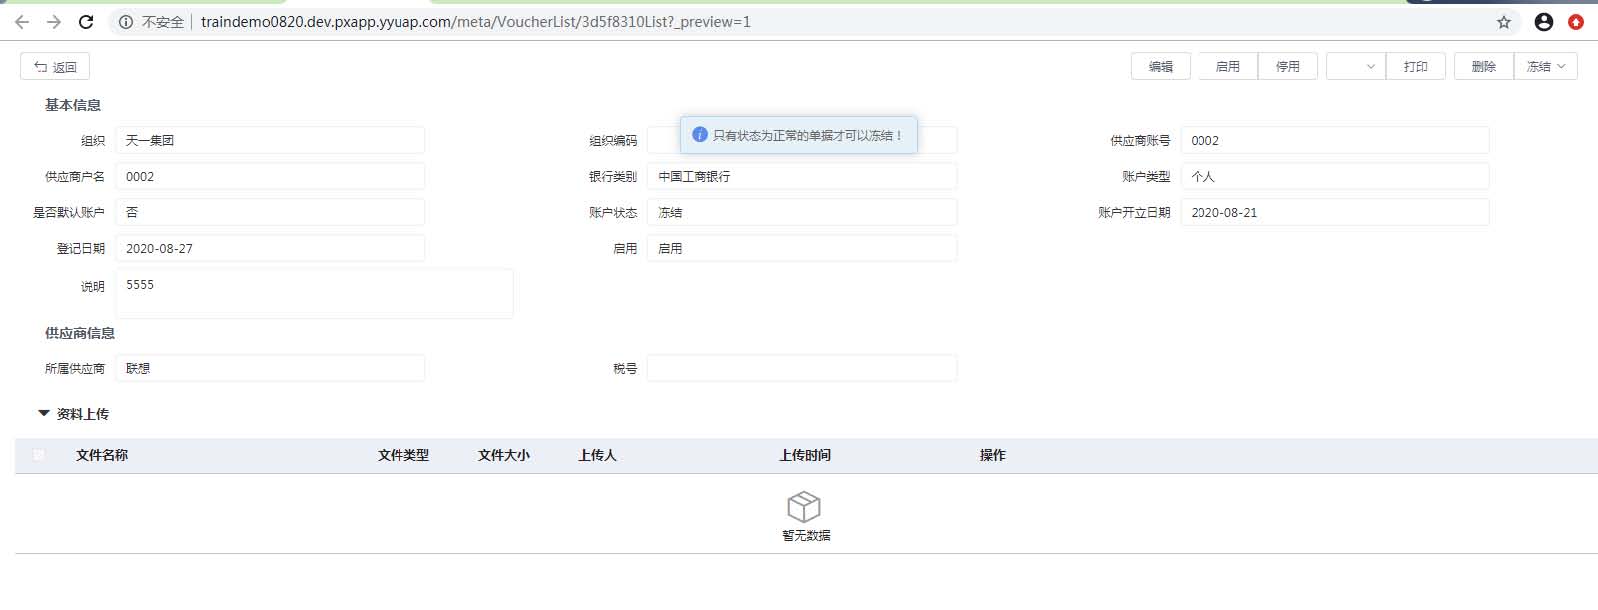 不安全 traindemo0820.dev.pxapp.yyuap.com/meta/VoucherList/3d5f8310List?_preview=1
返回 编辑 启用 停用 打印 删除 冻结
基本信息
只有状态为正常的单据才可以冻结！
组织 天一集团 组织编码 供应商账号 0002
供应商户名 0002 银行类别 中国工商银行 账户类型 个人
是否默认账户 否 账户状态 冻结 账户开立日期 2020-08-21
登记日期 2020-08-27 启用 启用
说明 5555
供应商信息
所属供应商 联想 税号
资料上传
文件名称 文件类型 文件大小 上传人 上传时间 操作
暂无数据